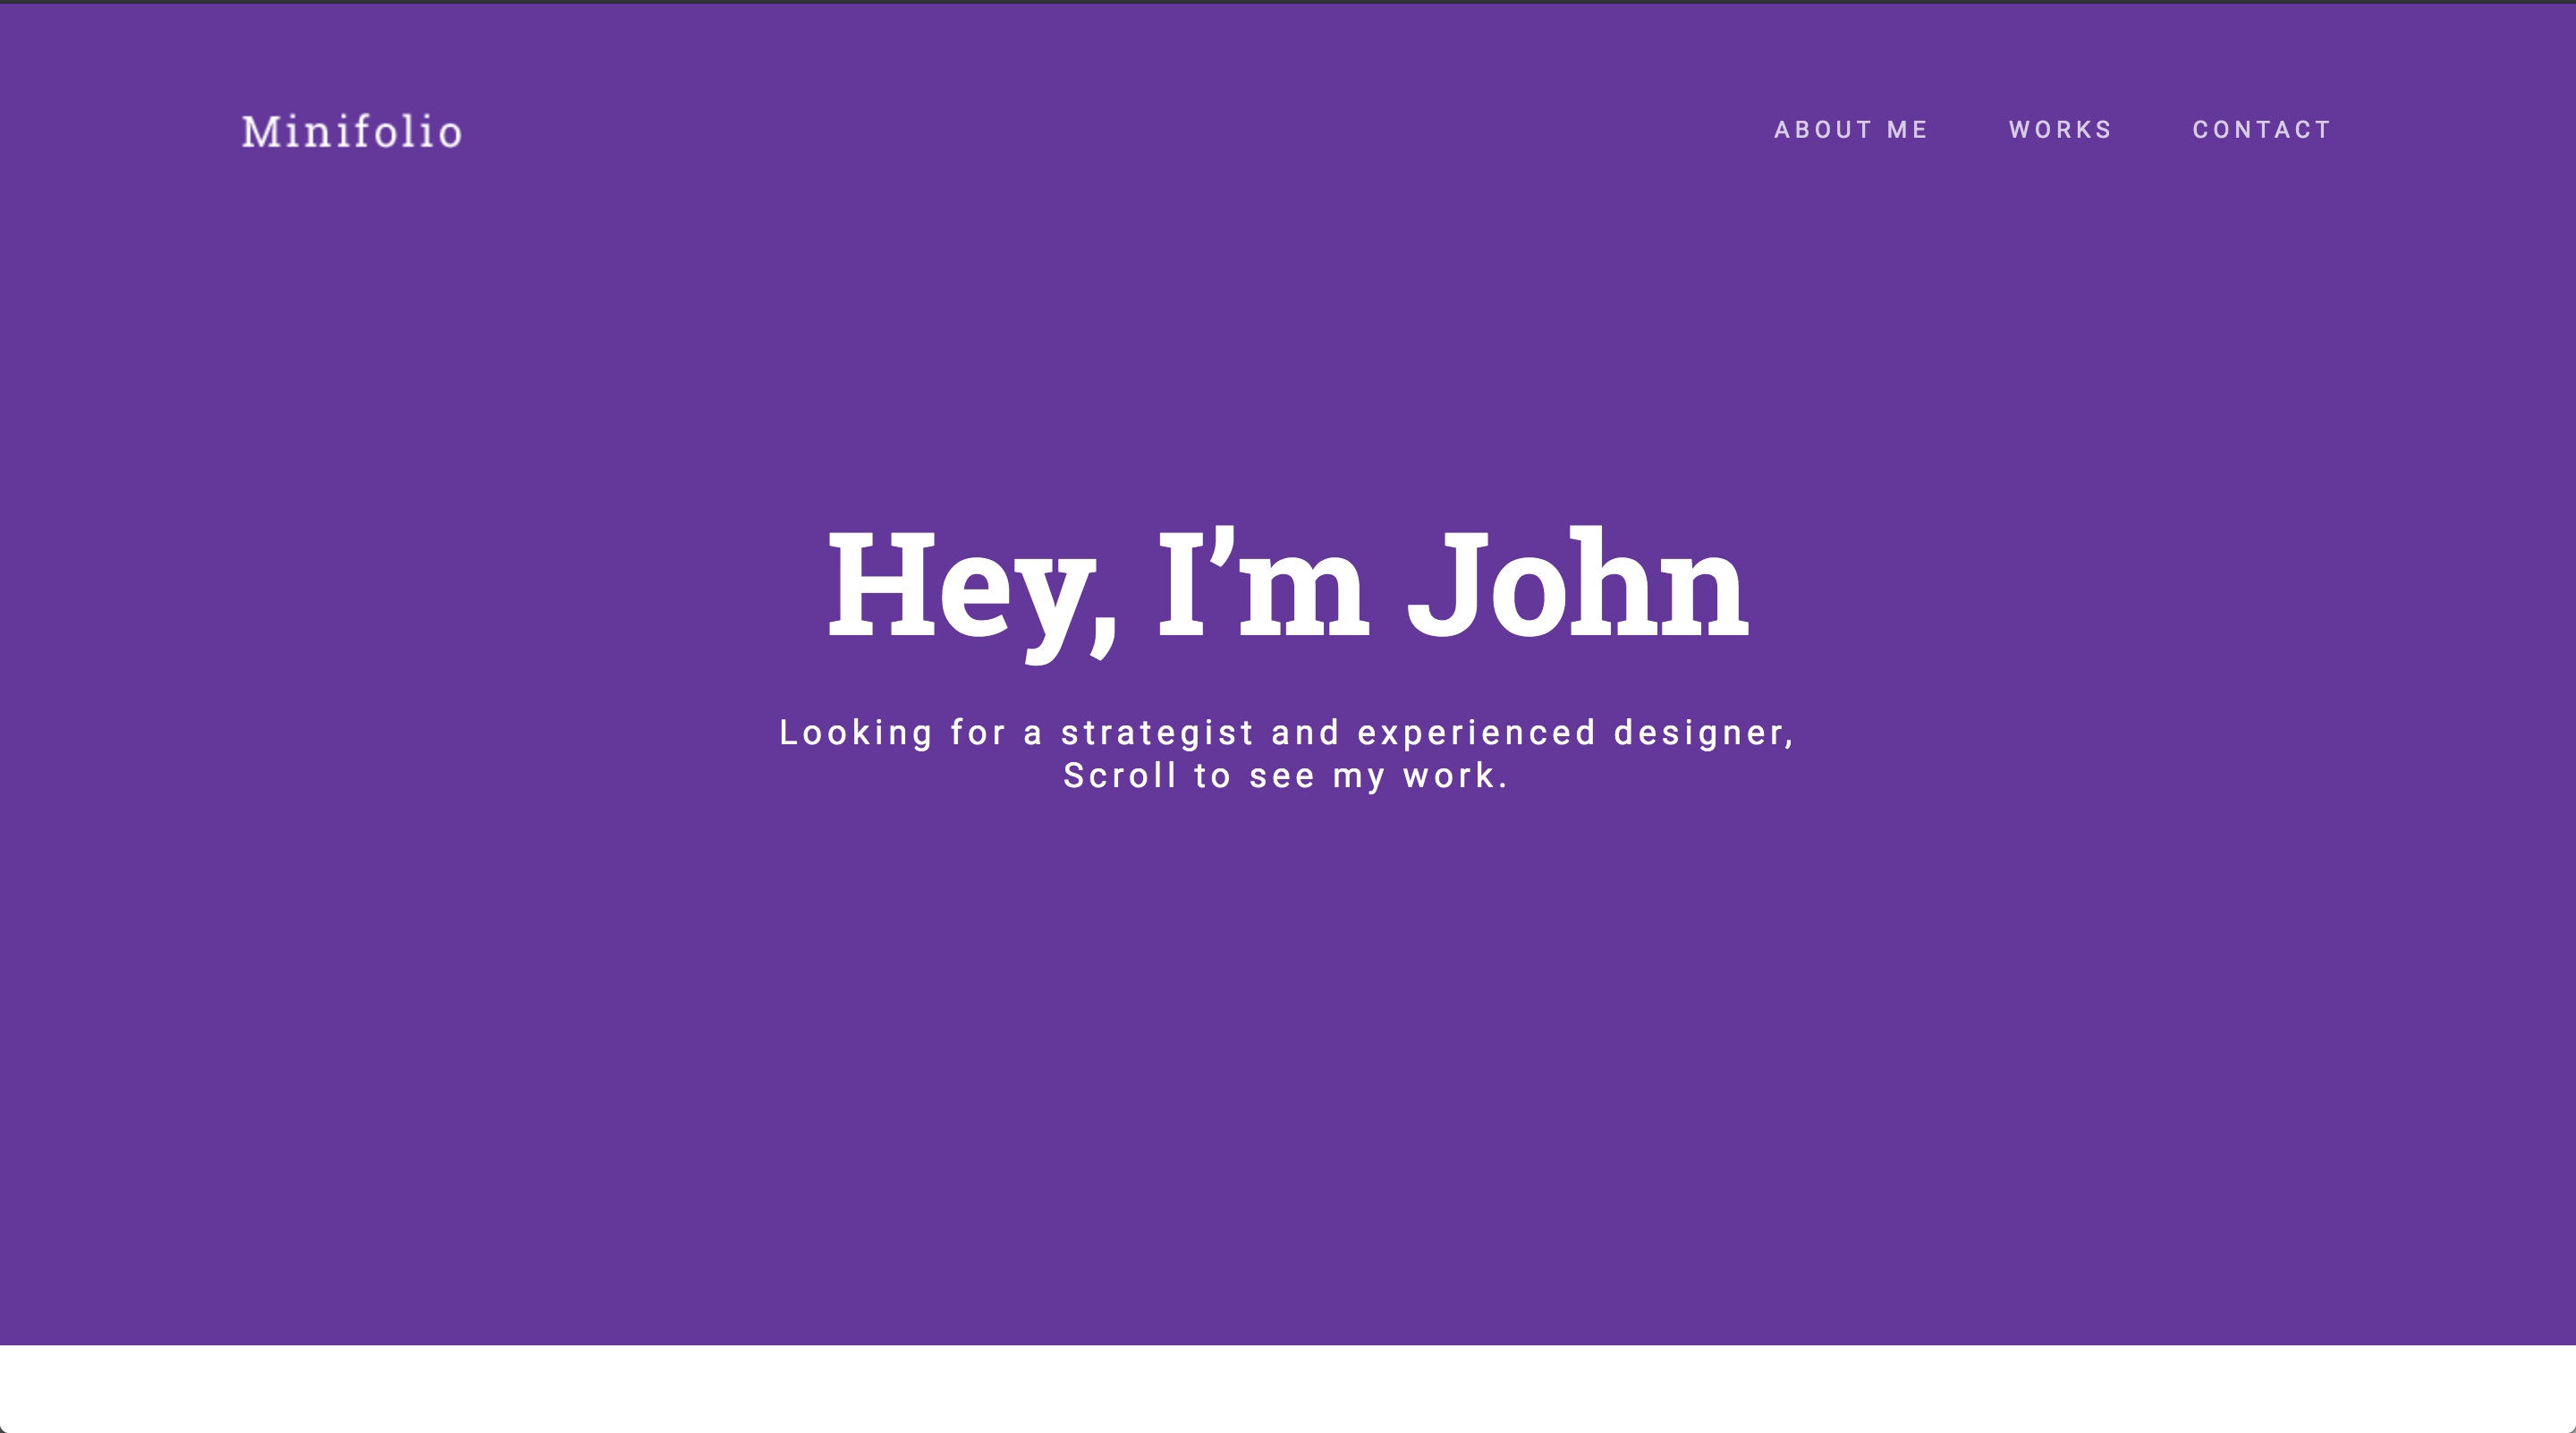 Minifolio
ABOUT ME WORKS CONTACT
Hey, I’m John
Looking for a strategist and experienced designer,
Scroll to see my work.